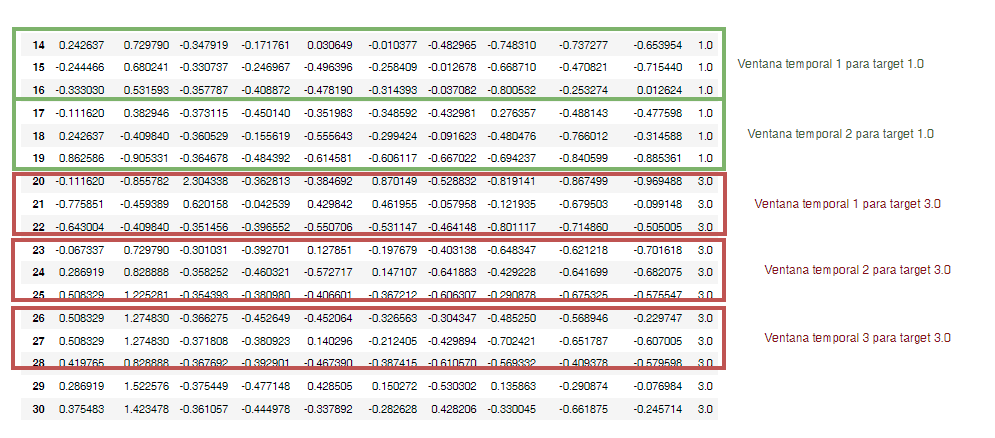 14 0.242637 0.729790 -0.347919 -0.171761 0.030649 -0.010377 -0.482965 -0.748310 -0.737277 -0.653954 1.0
15 -0.244466 0.680241 -0.330737 -0.246967 -0.496396 -0.258409 -0.012678 -0.668710 -0.470821 -0.715440 1.0
Ventana temporal 1 para target 1.0
16 -0.333030 0.531593 -0.357787 -0.408872 -0.478190 -0.314393 -0.037082 -0.800532 -0.253274 0.012624 1.0
17 -0.111620 0.382946 -0.373115 -0.450140 -0.351983 -0.348592 -0.432981 0.276357 -0.488143 -0.477598 1.0
18 0.242637 -0.409840 -0.360529 -0.155619 -0.555643 -0.299424 -0.091623 -0.480476 -0.766012 -0.314588 1.0
Ventana temporal 2 para target 1.0
19 0.862586 -0.905331 -0.364678 -0.484392 -0.614581 -0.606117 -0.667022 -0.694237 -0.840599 -0.885361 1.0
20 -0.111620 -0.855782 2.304338 -0.362813 -0.384692 0.870149 -0.528832 -0.819141 -0.867499 -0.969488 3.0
21 -0.775851 -0.459389 0.620158 -0.042539 0.429842 0.461955 -0.057958 -0.121935 -0.679503 -0.099148 3.0
Ventana temporal 1 para target 3.0
22 -0.643004 -0.409840 -0.351456 -0.396552 -0.550706 -0.531147 -0.464148 -0.801117 -0.714860 -0.505005 3.0
23 -0.067337 0.729790 -0.301031 -0.392701 0.127851 -0.197679 -0.403138 -0.648347 -0.621218 -0.701618 3.0
24 0.286919 0.828888 -0.358252 -0.460321 -0.572717 0.147107 -0.641883 -0.429228 -0.641699 -0.682075 3.0
Ventana temporal 2 para target 3.0
25 0.508329 1.225281 -0.354393 -0.380980 -0.406601 -0.367212 -0.606307 -0.290878 -0.675325 -0.575547 3.0
26 0.508329 1.274830 -0.366275 -0.452649 -0.452064 -0.326563 -0.304347 -0.485250 -0.568946 -0.229747 3.0
27 0.508329 1.274830 -0.371808 -0.380923 0.140296 -0.212405 -0.429894 -0.702421 -0.651787 -0.607005 3.0
Ventana temporal 3 para target 3.0
28 0.419765 0.828888 -0.367692 -0.392901 -0.467390 -0.387415 -0.610570 -0.569332 -0.409378 -0.579598 3.0
29 0.286919 1.522576 -0.375449 -0.477148 0.428505 0.150272 -0.530302 0.135863 -0.290874 -0.076984 3.0
30 0.375483 1.423478 -0.361057 -0.444978 -0.337892 -0.282628 0.428206 -0.330045 -0.661875 -0.245714 3.0